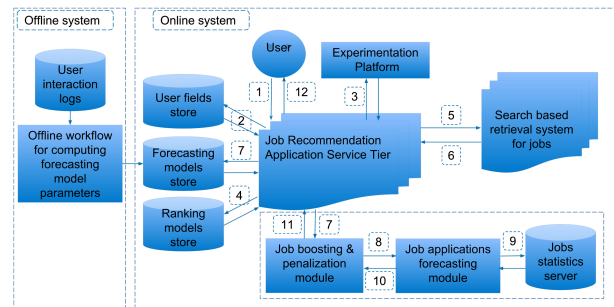 Offline system
Online system
User
interaction
logs
Offline workflow
for computing
forecasting
model
parameters
User fields
store
Forecasting
models
store
Ranking
models
store
User
Experimentation
Platform
1
12
3
2
7
4
Job Recommendation
Application Service Tier
5
6
Search based
retrieval system
for jobs
11
7
Job boosting &
penalization
module
8
10
Job applications
forecasting
module
9
Jobs
statistics
server